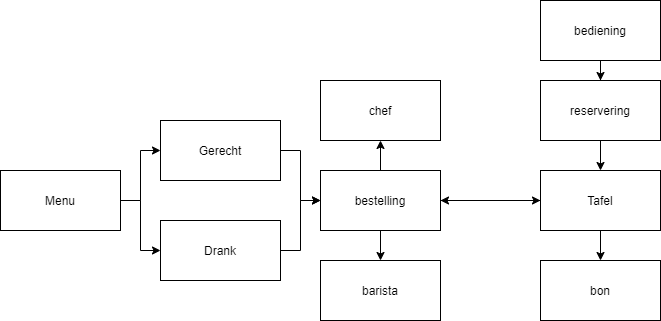 bediening
chef
reservering
Gerecht
Menu
bestelling
Tafel
Drank
barista
bon